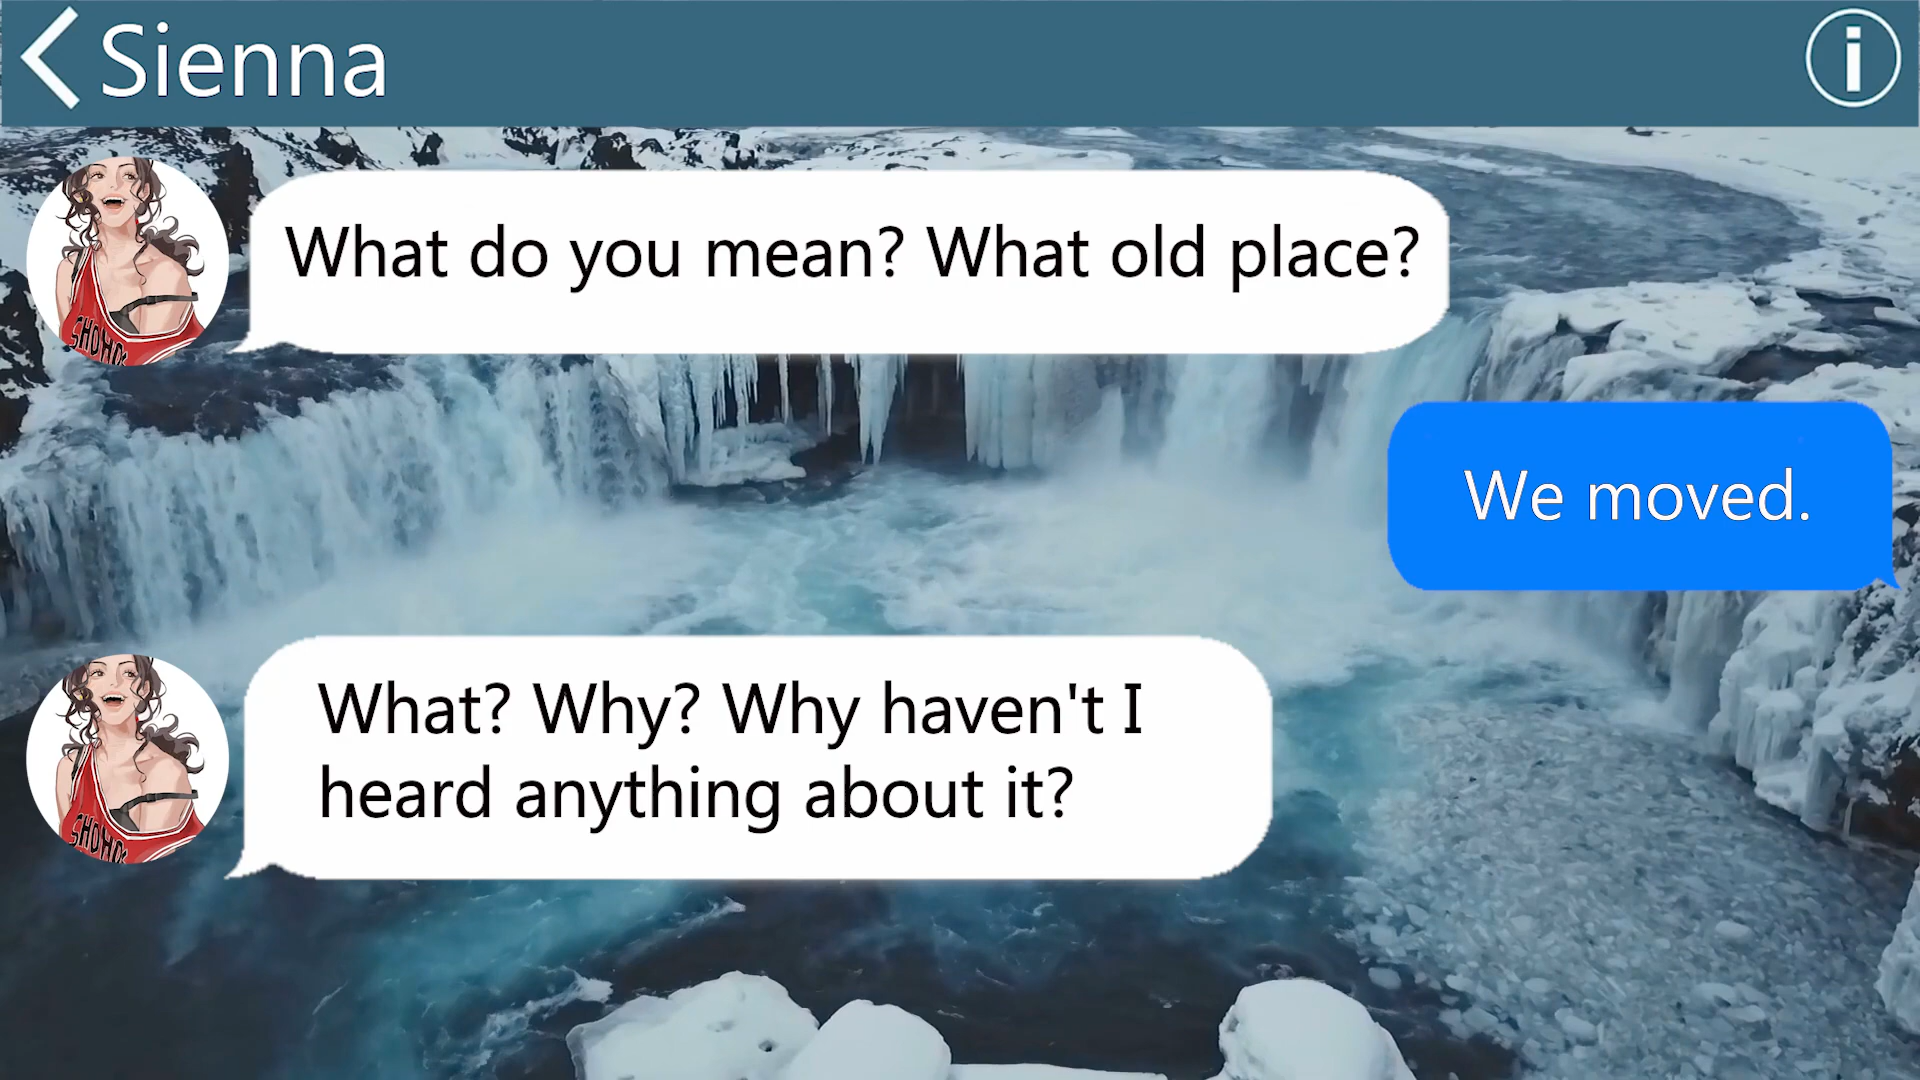 Sienna
What do you mean? What old place?
We moved.
What? Why? Why haven't I
heard anything about it?